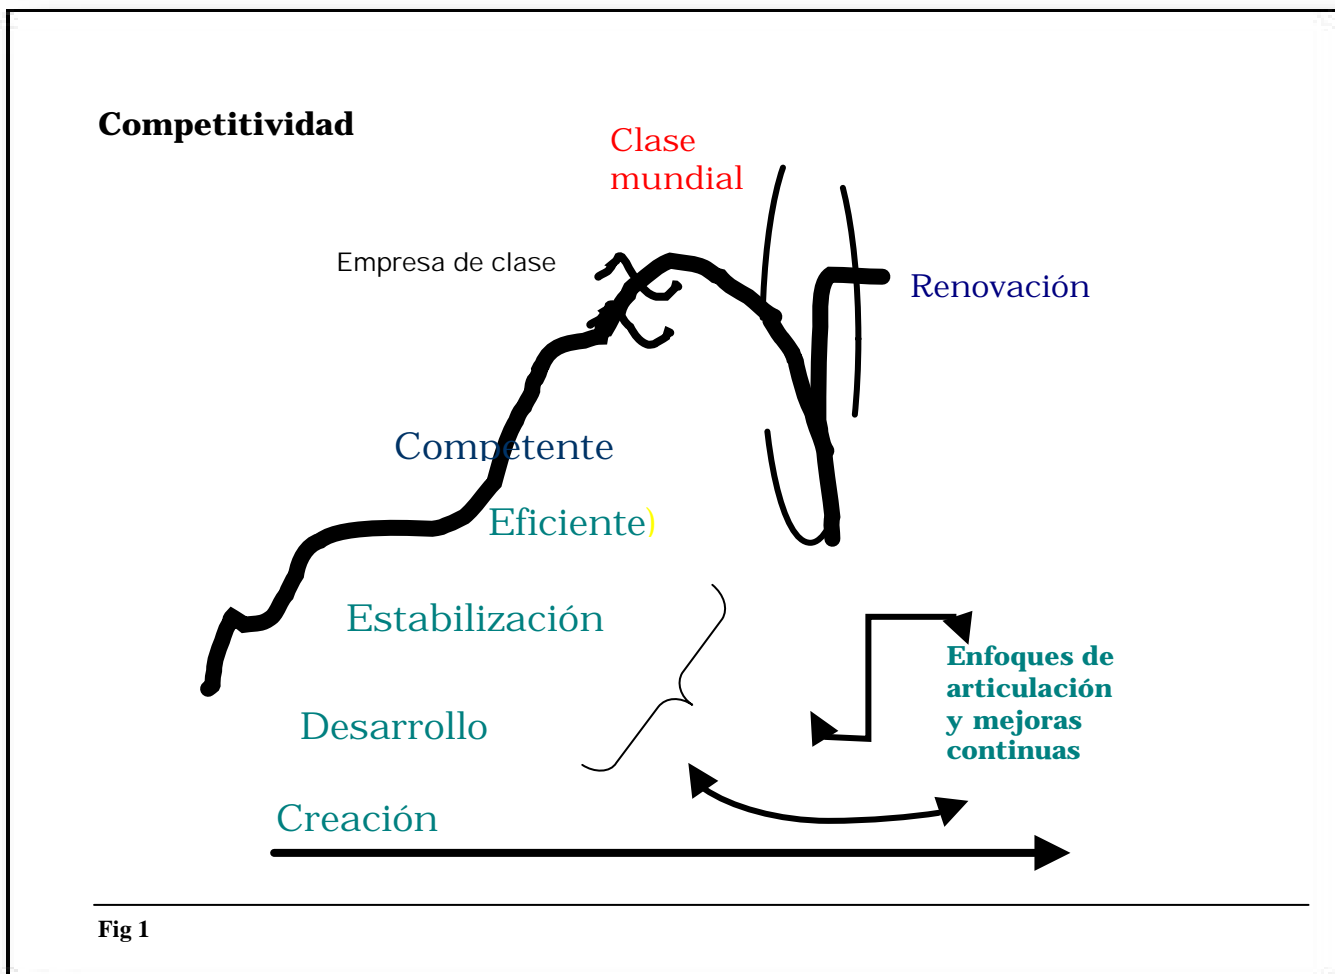 Competitividad
Clase
mundial
Empresa de clase
Renovación
Competente
Eficiente)
Estabilización
Enfoques de
articulación
y mejoras
continuas
Desarrollo
Creación
Fig 1